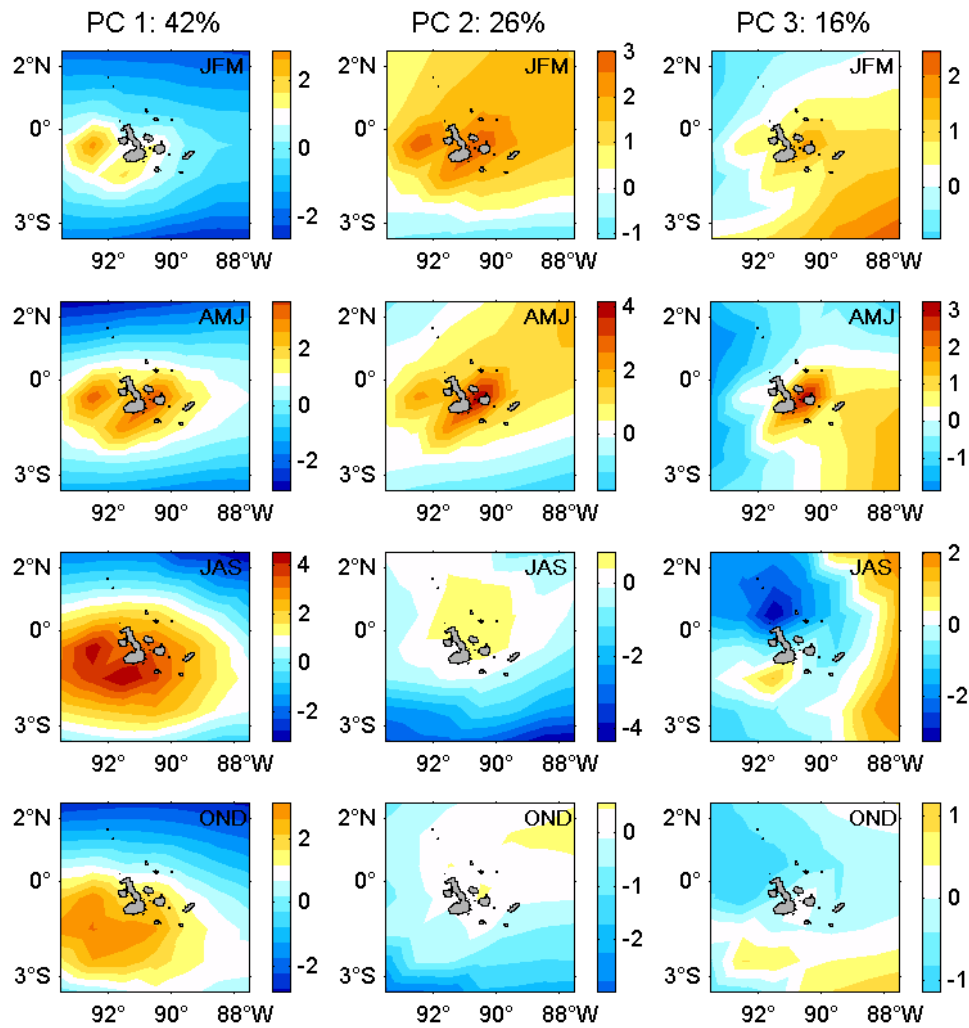 PC 1: 42% PC 2: 26% PC 3: 16%
2°N JFM 2 JFM 3 JFM 2
2
0° 0 1 1
0 0
3°S -2 -1
92° 90° 88°W 92° 90° 88°W 92° 90° 88°W
2°N AMJ 2 AMJ 4 AMJ 3
2
0° 0 2 1
0 0
3°S -2 -1
92° 90° 88°W 92° 90° 88°W 92° 90° 88°W
2°N JAS 4 JAS 0 JAS 2
2
0° 0 -2 0
3°S -2 -4 -2
92° 90° 88°W 92° 90° 88°W 92° 90° 88°W
2°N OND 2 OND 0 OND 1
0° 0 -1 0
3°S -2 -2 -1
92° 90° 88°W 92° 90° 88°W 92° 90° 88°W